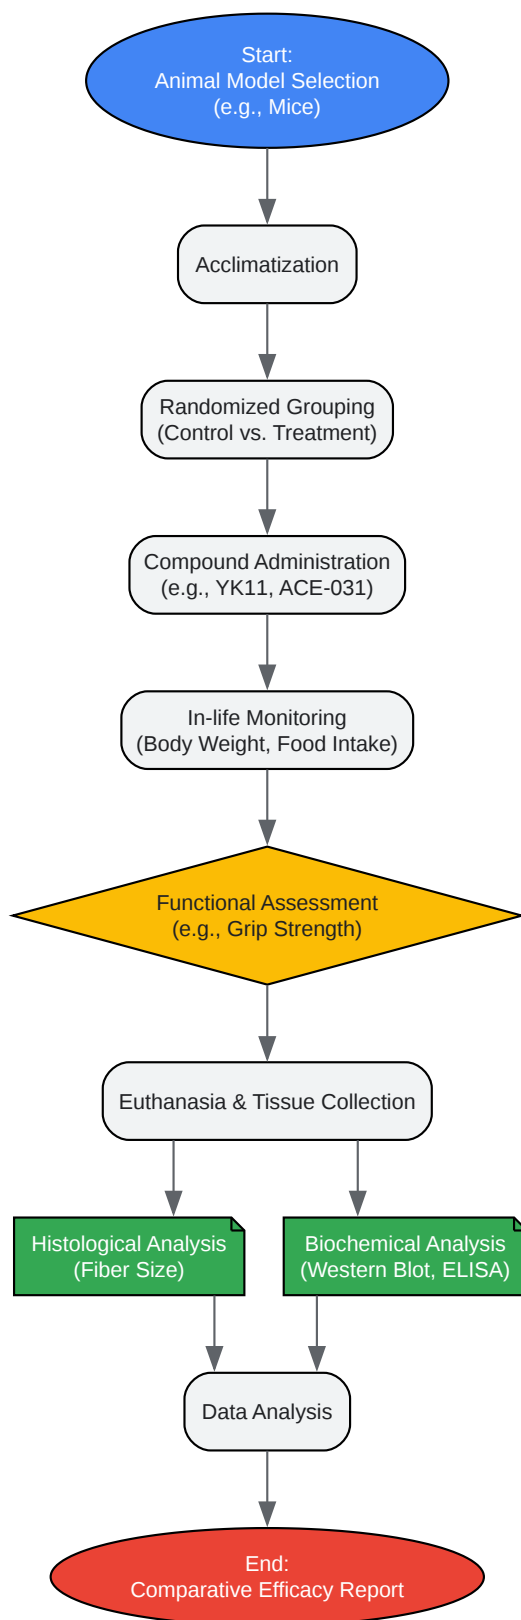 Start:
Animal Model Selection
(e.g., Mice)
Acclimatization
Randomized Grouping
(Control vs. Treatment)
Compound Administration
(e.g., YK11, ACE-031)
In-life Monitoring
(Body Weight, Food Intake)
Functional Assessment
(e.g., Grip Strength)
Euthanasia & Tissue Collection
Histological Analysis
(Fiber Size)
Biochemical Analysis
(Western Blot, ELISA)
Data Analysis
End:
Comparative Efficacy Report